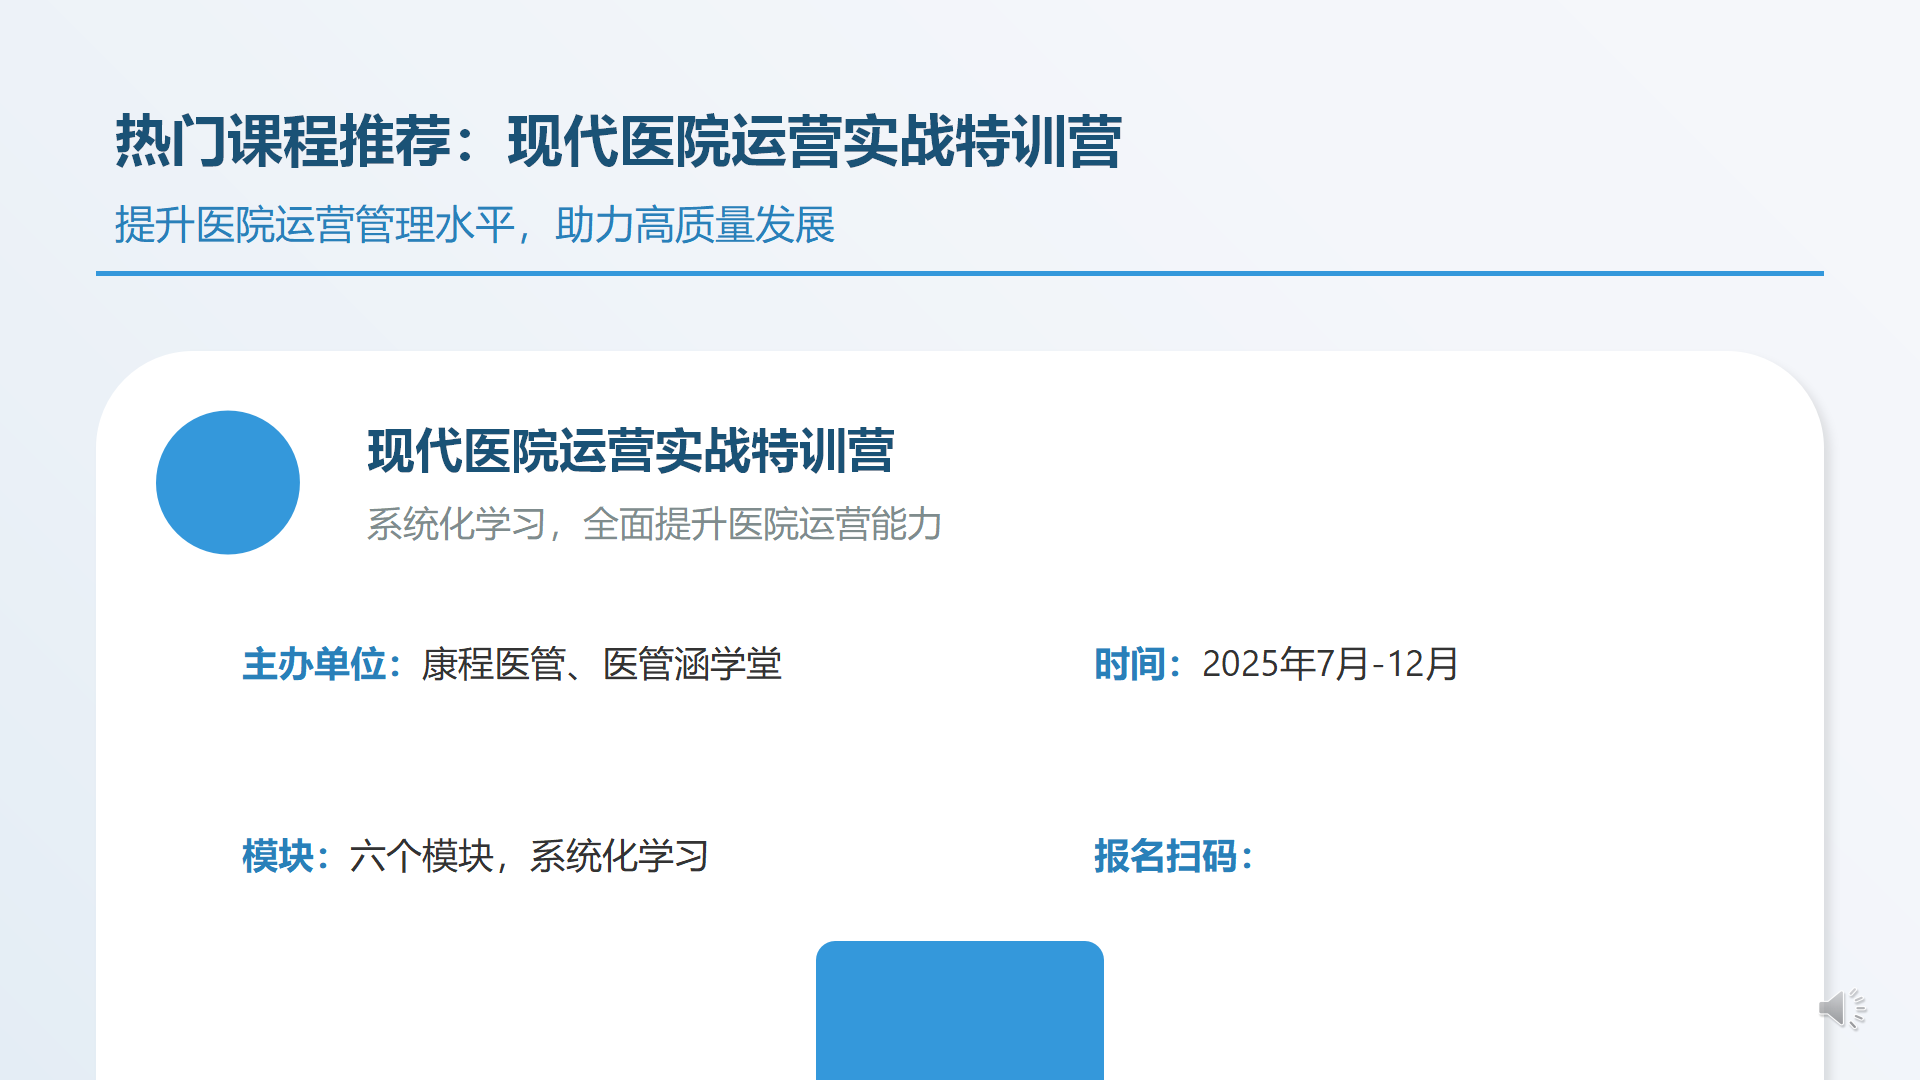 热门课程推荐：现代医院运营实战特训营
提升医院运营管理水平，助力高质量发展
现代医院运营实战特训营
系统化学习，全面提升医院运营能力
主办单位：康程医管、医管涵学堂
时间：2025年7月-12月
模块：六个模块，系统化学习
报名扫码：